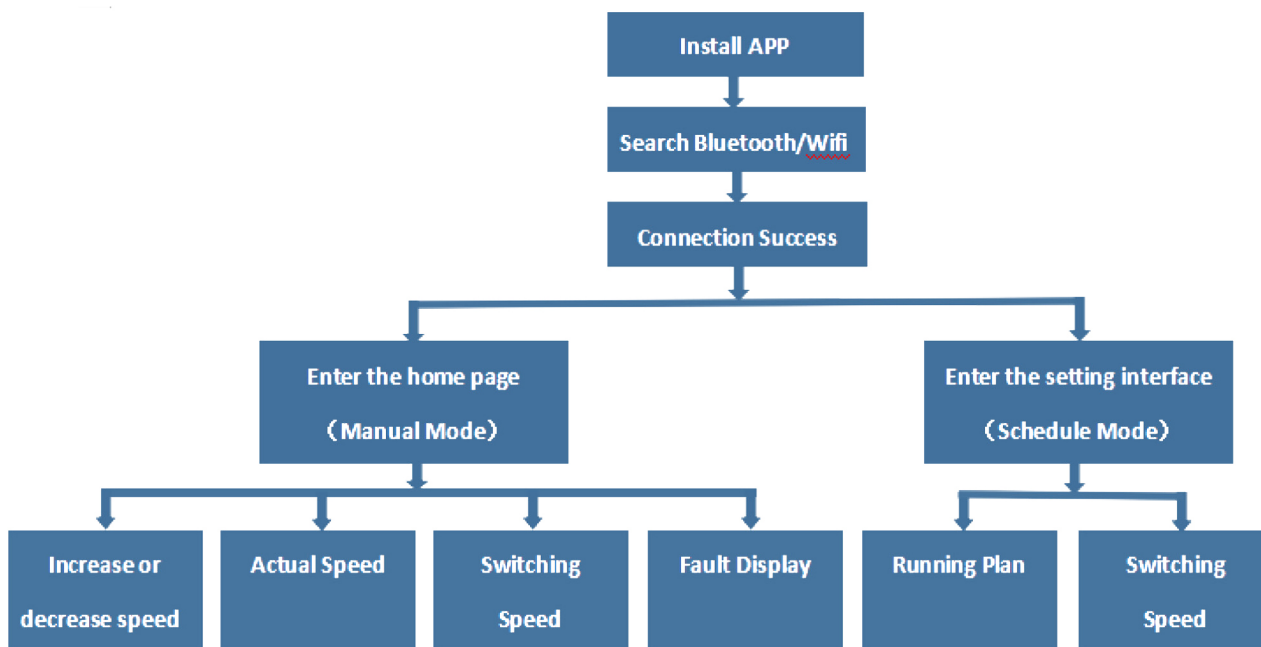 Install APP
Search Bluetooth/Wifi
Connection Success
Enter the home page
（Manual Mode）
Enter the setting interface
（Schedule Mode）
Increase or
decrease speed
Actual Speed
Switching
Speed
Fault Display
Running Plan
Switching
Speed